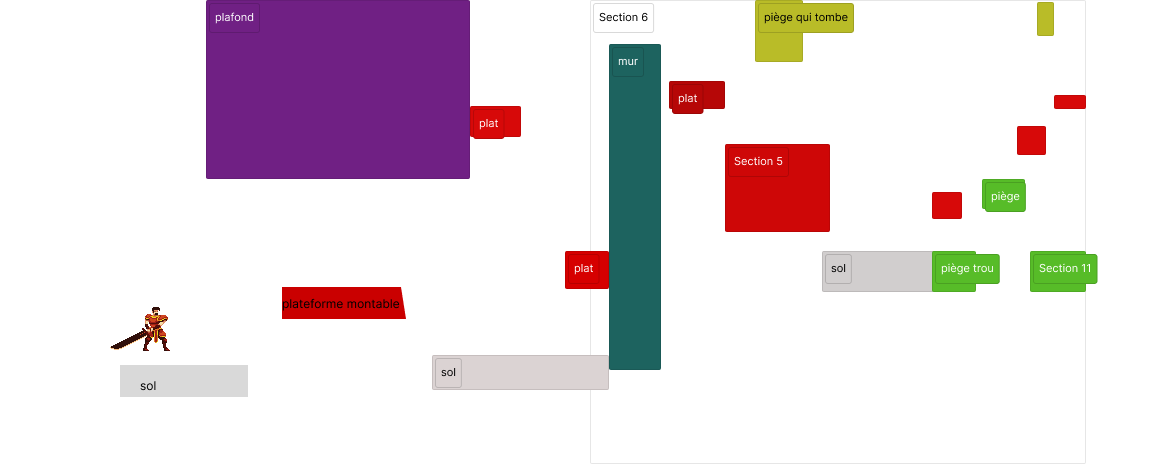 plafond
Section 6
piège qui tombe
mur
plat
plat
Section 5
piège
plat
sol
piège trou
Section 11
plateforme montable
sol
sol